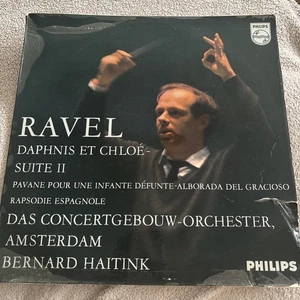 PHILIPS
RAVEL
DAPHNIS ET CHLOÉ-
SUITE II
PAVANE POUR UNE INFANTE DÉFUNTE-ALBORADA DEL GRACIOSO
RAPSODIE ESPAGNOLE
DAS CONCERTGEBOUW-ORCHESTER,
AMSTERDAM
BERNARD HAITINK
PHILIPS